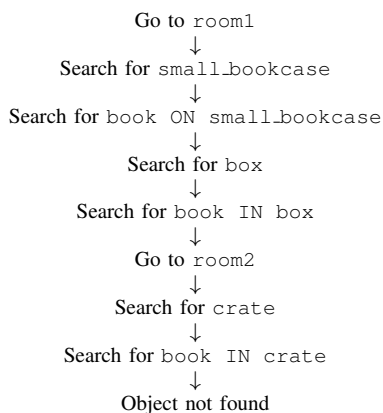 Go to room1
↓
Search for small_bookcase
↓
Search for book ON small_bookcase
↓
Search for box
↓
Search for book IN box
↓
Go to room2
↓
Search for crate
↓
Search for book IN crate
↓
Object not found